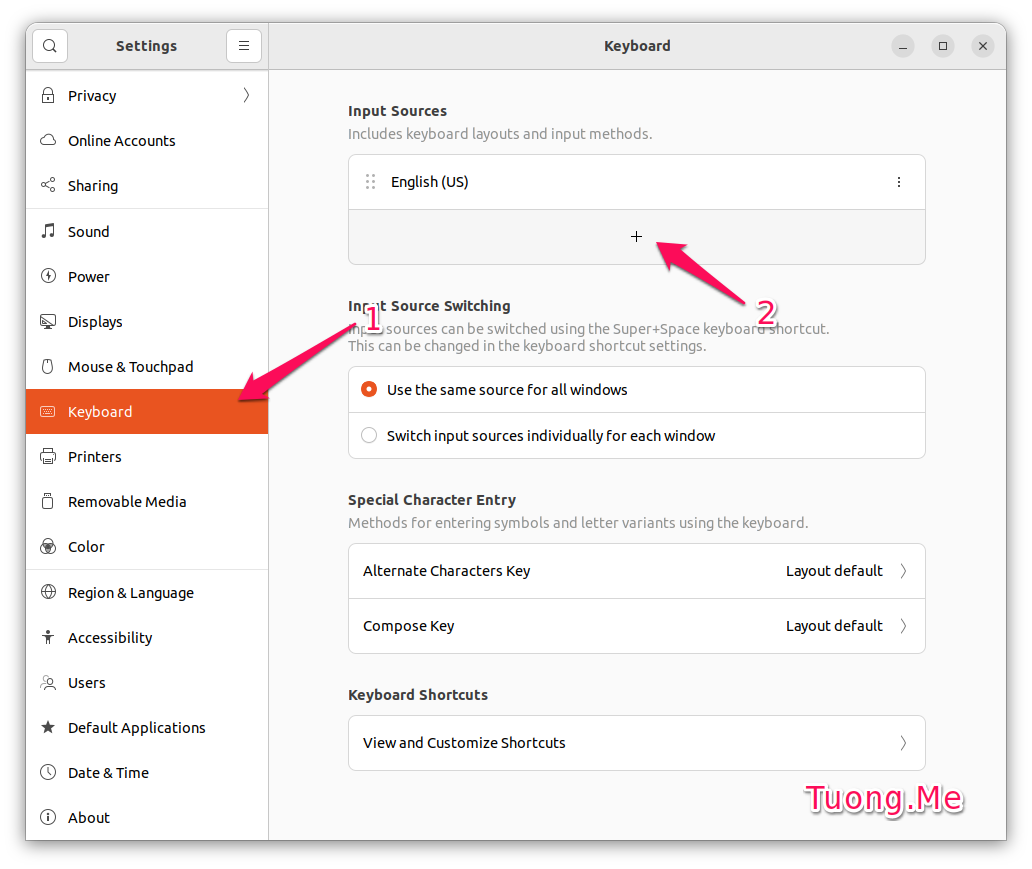 Settings
Keyboard
Privacy
Online Accounts
Sharing
Sound
Power
Displays
Mouse & Touchpad
Keyboard
Printers
Removable Media
Color
Region & Language
Accessibility
Users
Default Applications
Date & Time
About
Input Sources
Includes keyboard layouts and input methods.
English (US)
+
1
2
Input Source Switching
Input sources can be switched using the Super+Space keyboard shortcut.
This can be changed in the keyboard shortcut settings.
Use the same source for all windows
Switch input sources individually for each window
Special Character Entry
Methods for entering symbols and letter variants using the keyboard.
Alternate Characters Key Layout default
Compose Key Layout default
Keyboard Shortcuts
View and Customize Shortcuts
Tuong.Me